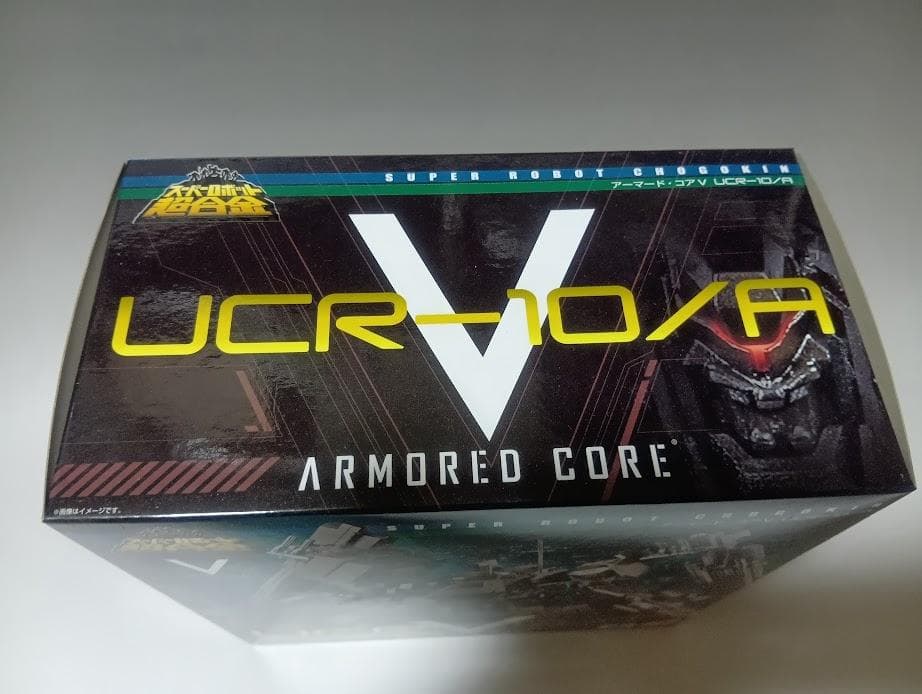 SUPER ROBOT CHOGOKIN
アーマード・コアV UCR-10/A
スーパーロボット
超合金
V
UCR-10/A
ARMORED CORE
※画像はイメージです。
SUPER ROBOT CHOGOKIN
V